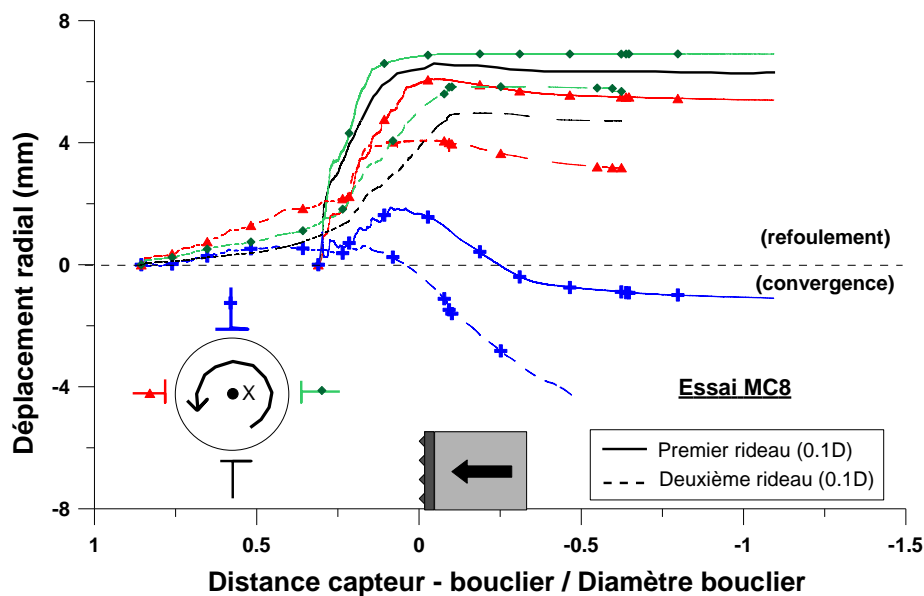 8
4
0
-4
-8
Déplacement radial (mm)
(refoulement)
(convergence)
X
Essai MC8
Premier rideau (0.1D)
Deuxième rideau (0.1D)
1
0.5
0
-0.5
-1
-1.5
Distance capteur - bouclier / Diamètre bouclier